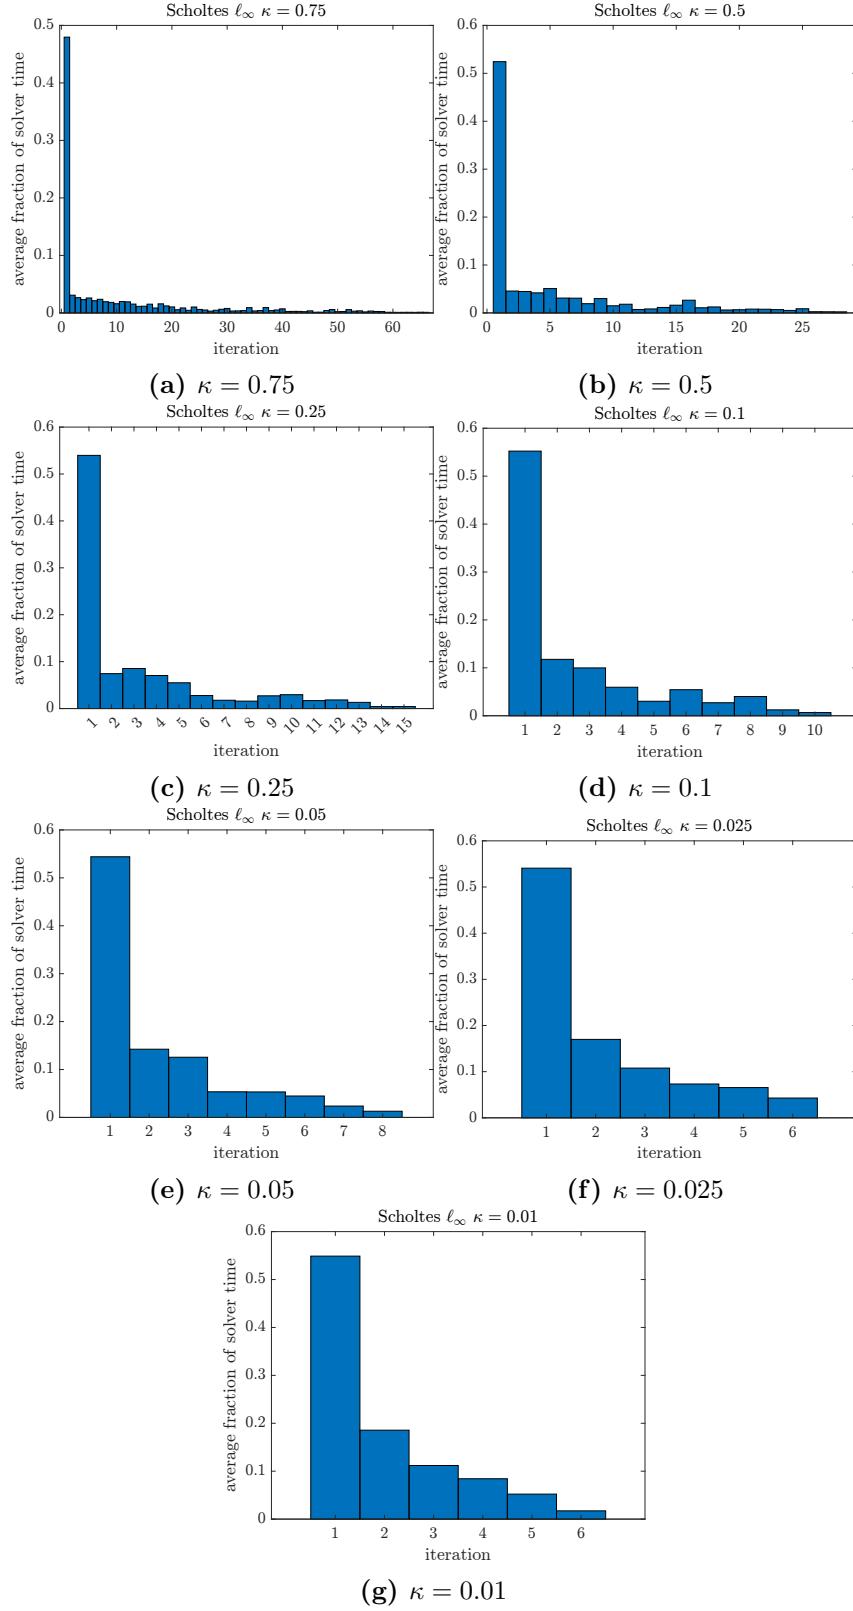 Scholtes ℓ∞ κ = 0.75
0.5
0.4
0.3
0.2
0.1
0
average fraction of solver time
0 10 20 30 40 50 60
iteration
(a) κ = 0.75
Scholtes ℓ∞ κ = 0.5
0.6
0.5
0.4
0.3
0.2
0.1
0
average fraction of solver time
0 5 10 15 20 25
iteration
(b) κ = 0.5
Scholtes ℓ∞ κ = 0.25
0.6
0.5
0.4
0.3
0.2
0.1
0
average fraction of solver time
1 2 3 4 5 6 7 8 9 10 11 12 13 14 15
iteration
(c) κ = 0.25
Scholtes ℓ∞ κ = 0.1
0.6
0.5
0.4
0.3
0.2
0.1
0
average fraction of solver time
1 2 3 4 5 6 7 8 9 10
iteration
(d) κ = 0.1
Scholtes ℓ∞ κ = 0.05
0.6
0.5
0.4
0.3
0.2
0.1
0
average fraction of solver time
1 2 3 4 5 6 7 8
iteration
(e) κ = 0.05
Scholtes ℓ∞ κ = 0.025
0.6
0.5
0.4
0.3
0.2
0.1
0
average fraction of solver time
1 2 3 4 5 6
iteration
(f) κ = 0.025
Scholtes ℓ∞ κ = 0.01
0.6
0.5
0.4
0.3
0.2
0.1
0
average fraction of solver time
1 2 3 4 5 6
iteration
(g) κ = 0.01